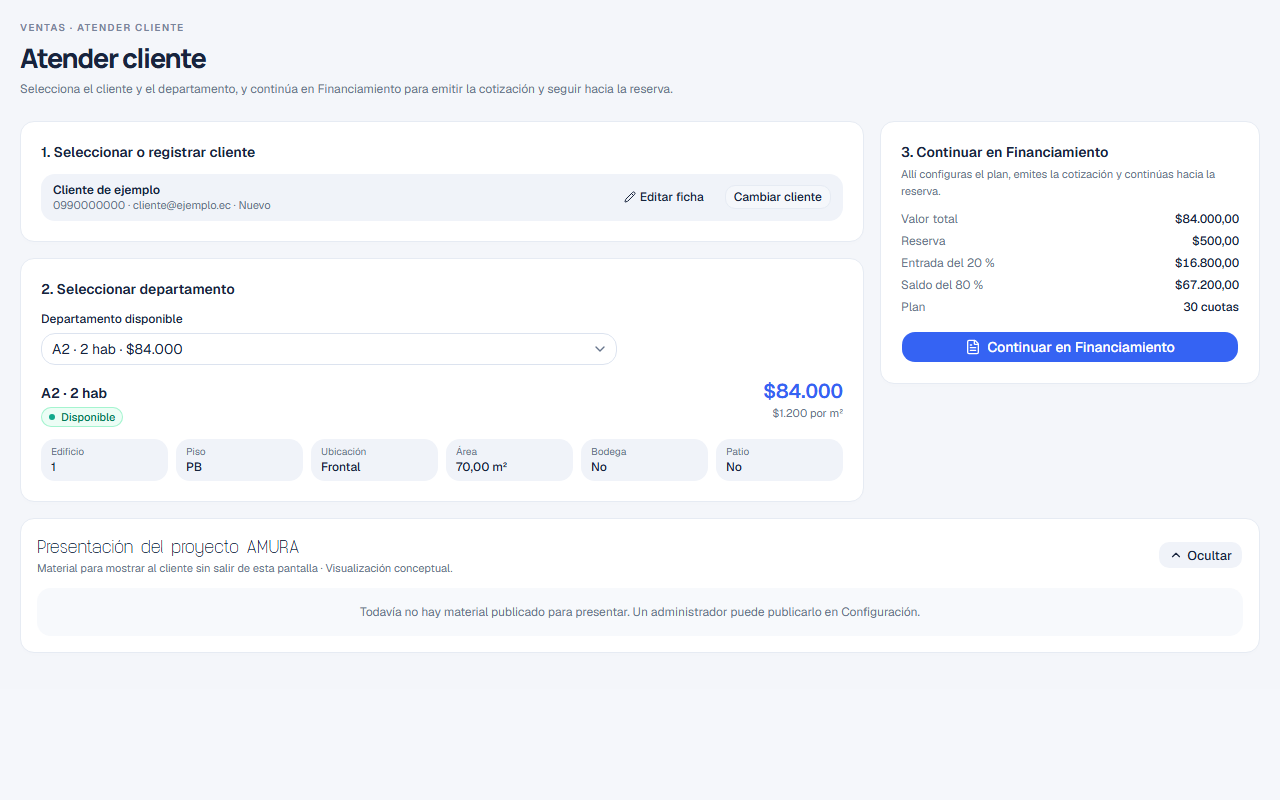 VENTAS · ATENDER CLIENTE
Atender cliente
Selecciona el cliente y el departamento, y continúa en Financiamiento para emitir la cotización y seguir hacia la reserva.
1. Seleccionar o registrar cliente
Cliente de ejemplo
0990000000 · cliente@ejemplo.ec · Nuevo
Editar ficha
Cambiar cliente
2. Seleccionar departamento
Departamento disponible
A2 · 2 hab · $84.000
A2 · 2 hab
Disponible
$84.000
$1.200 por m²
Edificio
1
Piso
PB
Ubicación
Frontal
Área
70,00 m²
Bodega
No
Patio
No
3. Continuar en Financiamiento
Allí configuras el plan, emites la cotización y continúas hacia la
reserva.
Valor total $84.000,00
Reserva $500,00
Entrada del 20 % $16.800,00
Saldo del 80 % $67.200,00
Plan 30 cuotas
Continuar en Financiamiento
Presentación del proyecto AMURA
Material para mostrar al cliente sin salir de esta pantalla · Visualización conceptual.
Ocultar
Todavía no hay material publicado para presentar. Un administrador puede publicarlo en Configuración.